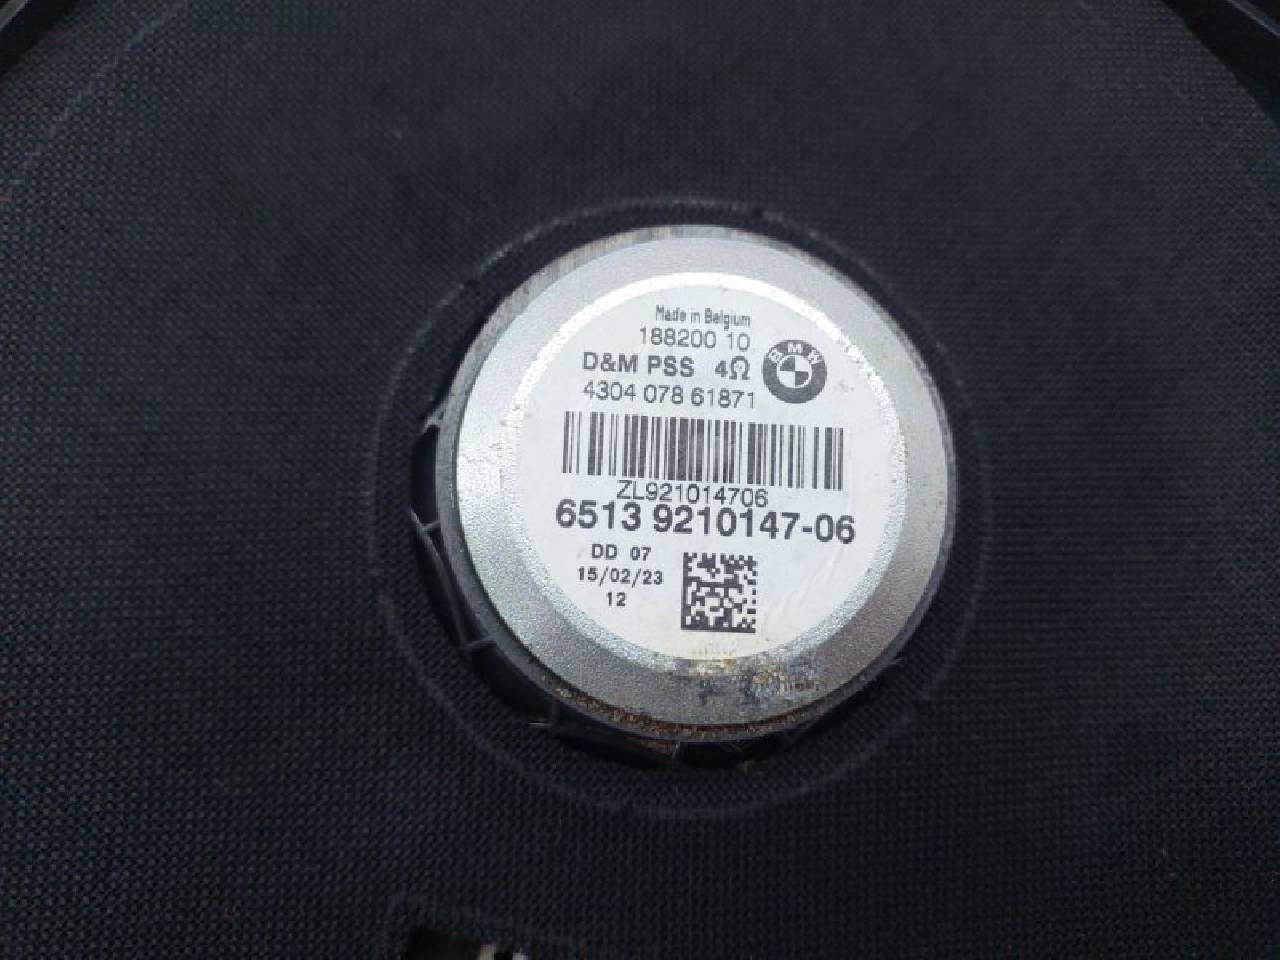 Made in Belgium
188200 10
D&M PSS 4Ω
BMW
4304 078 61871
ZL921014706
6513 9210147-06
DD 07
15/02/23
12